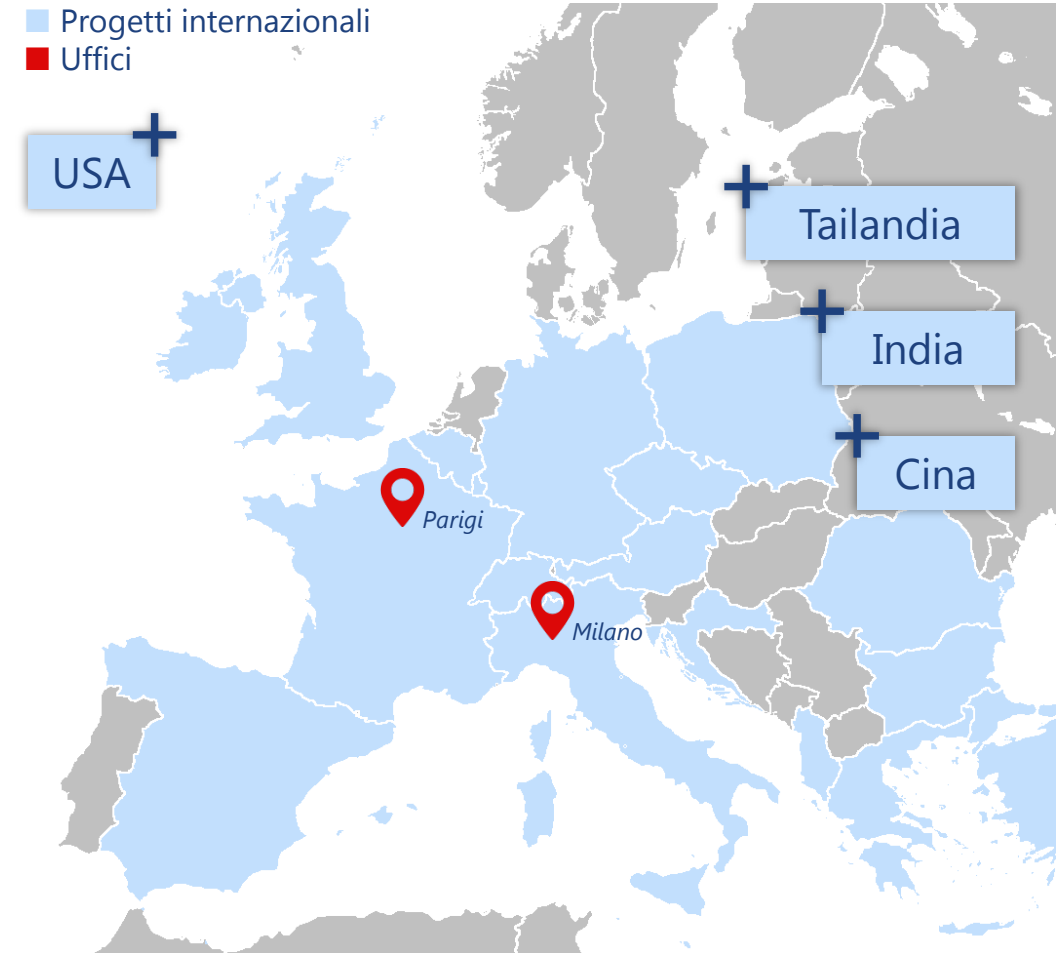 Progetti internazionali
Uffici
USA
Tailandia
India
Cina
Parigi
Milano